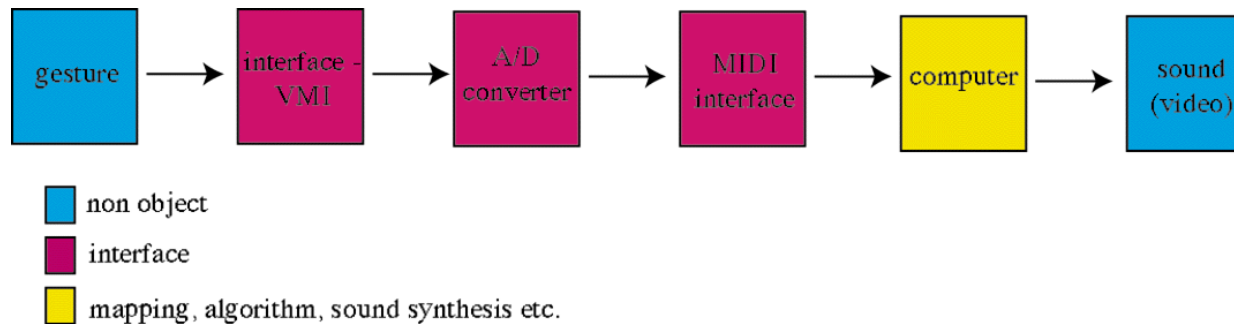 gesture
interface -
VMI
A/D
converter
MIDI
interface
computer
sound
(video)
non object
interface
mapping, algorithm, sound synthesis etc.